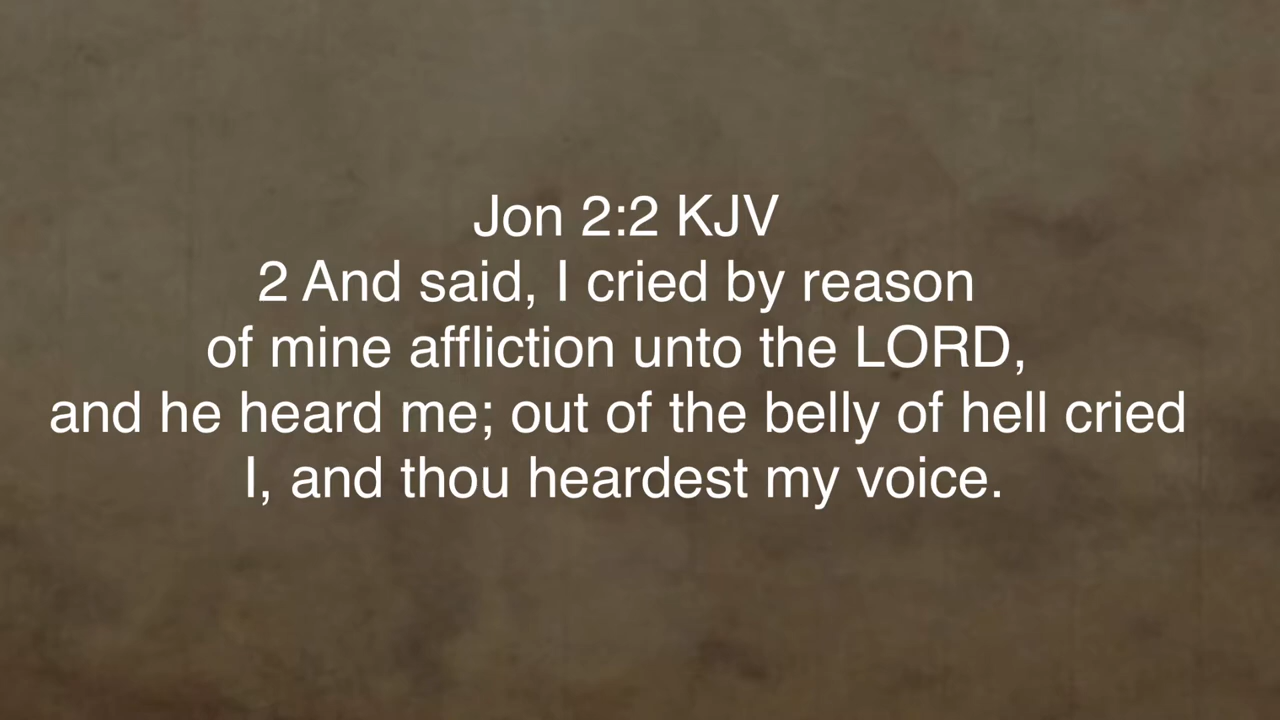 Jon 2:2 KJV
2 And said, I cried by reason
of mine affliction unto the LORD,
and he heard me; out of the belly of hell cried
I, and thou heardest my voice.